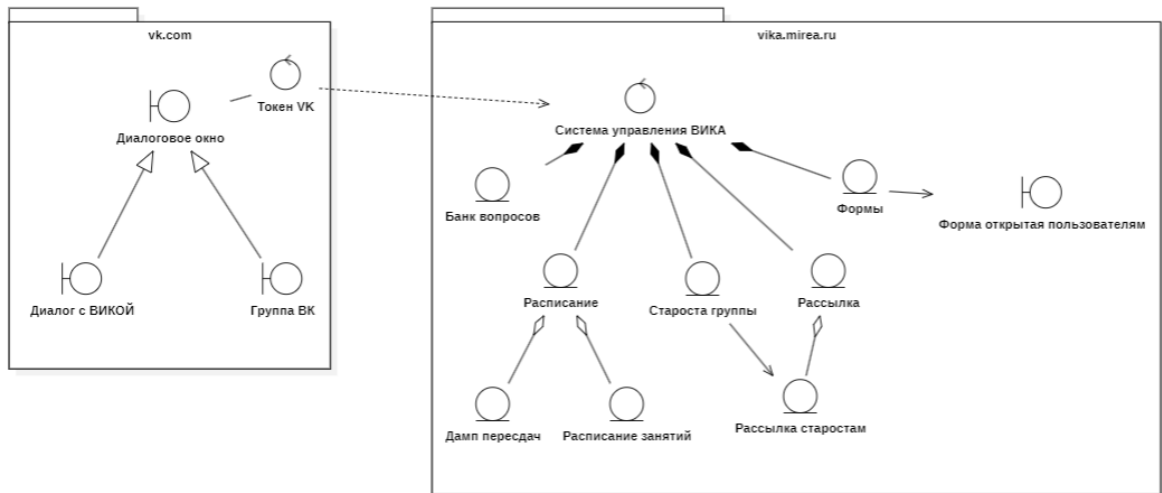 vk.com
Токен VK
Диалоговое окно
Диалог с ВИКОЙ
Группа ВК
vika.mirea.ru
Система управления ВИКА
Банк вопросов
Формы
Форма открытая пользователям
Расписание
Староста группы
Рассылка
Дамп пересдач
Расписание занятий
Рассылка старостам